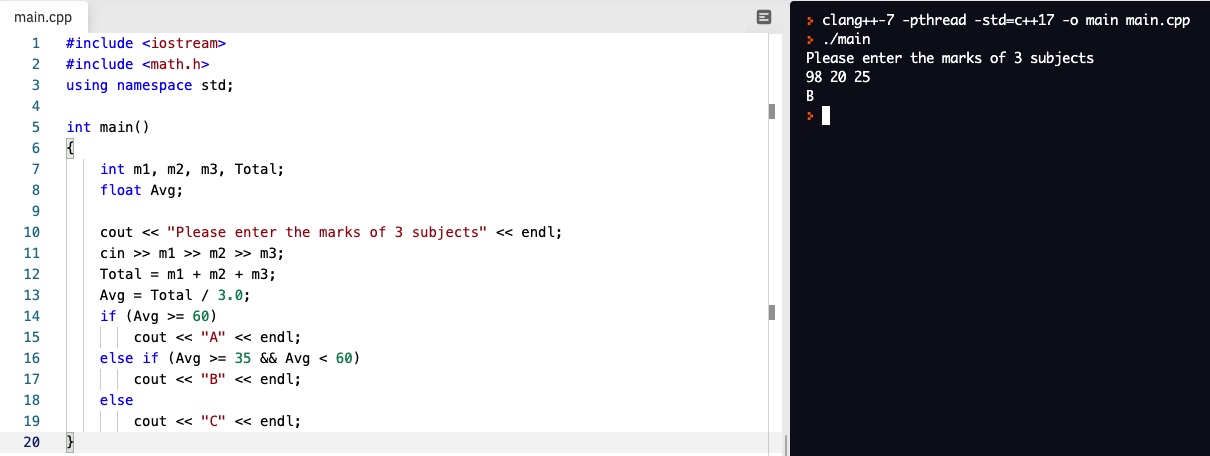 main.cpp
1 #include <iostream>
2 #include <math.h>
3 using namespace std;
4
5 int main()
6 {
7     int m1, m2, m3, Total;
8     float Avg;
9
10     cout << "Please enter the marks of 3 subjects" << endl;
11     cin >> m1 >> m2 >> m3;
12     Total = m1 + m2 + m3;
13     Avg = Total / 3.0;
14     if (Avg >= 60)
15         cout << "A" << endl;
16     else if (Avg >= 35 && Avg < 60)
17         cout << "B" << endl;
18     else
19         cout << "C" << endl;
20 }
> clang++-7 -pthread -std=c++17 -o main main.cpp
> ./main
Please enter the marks of 3 subjects
98 20 25
B
>